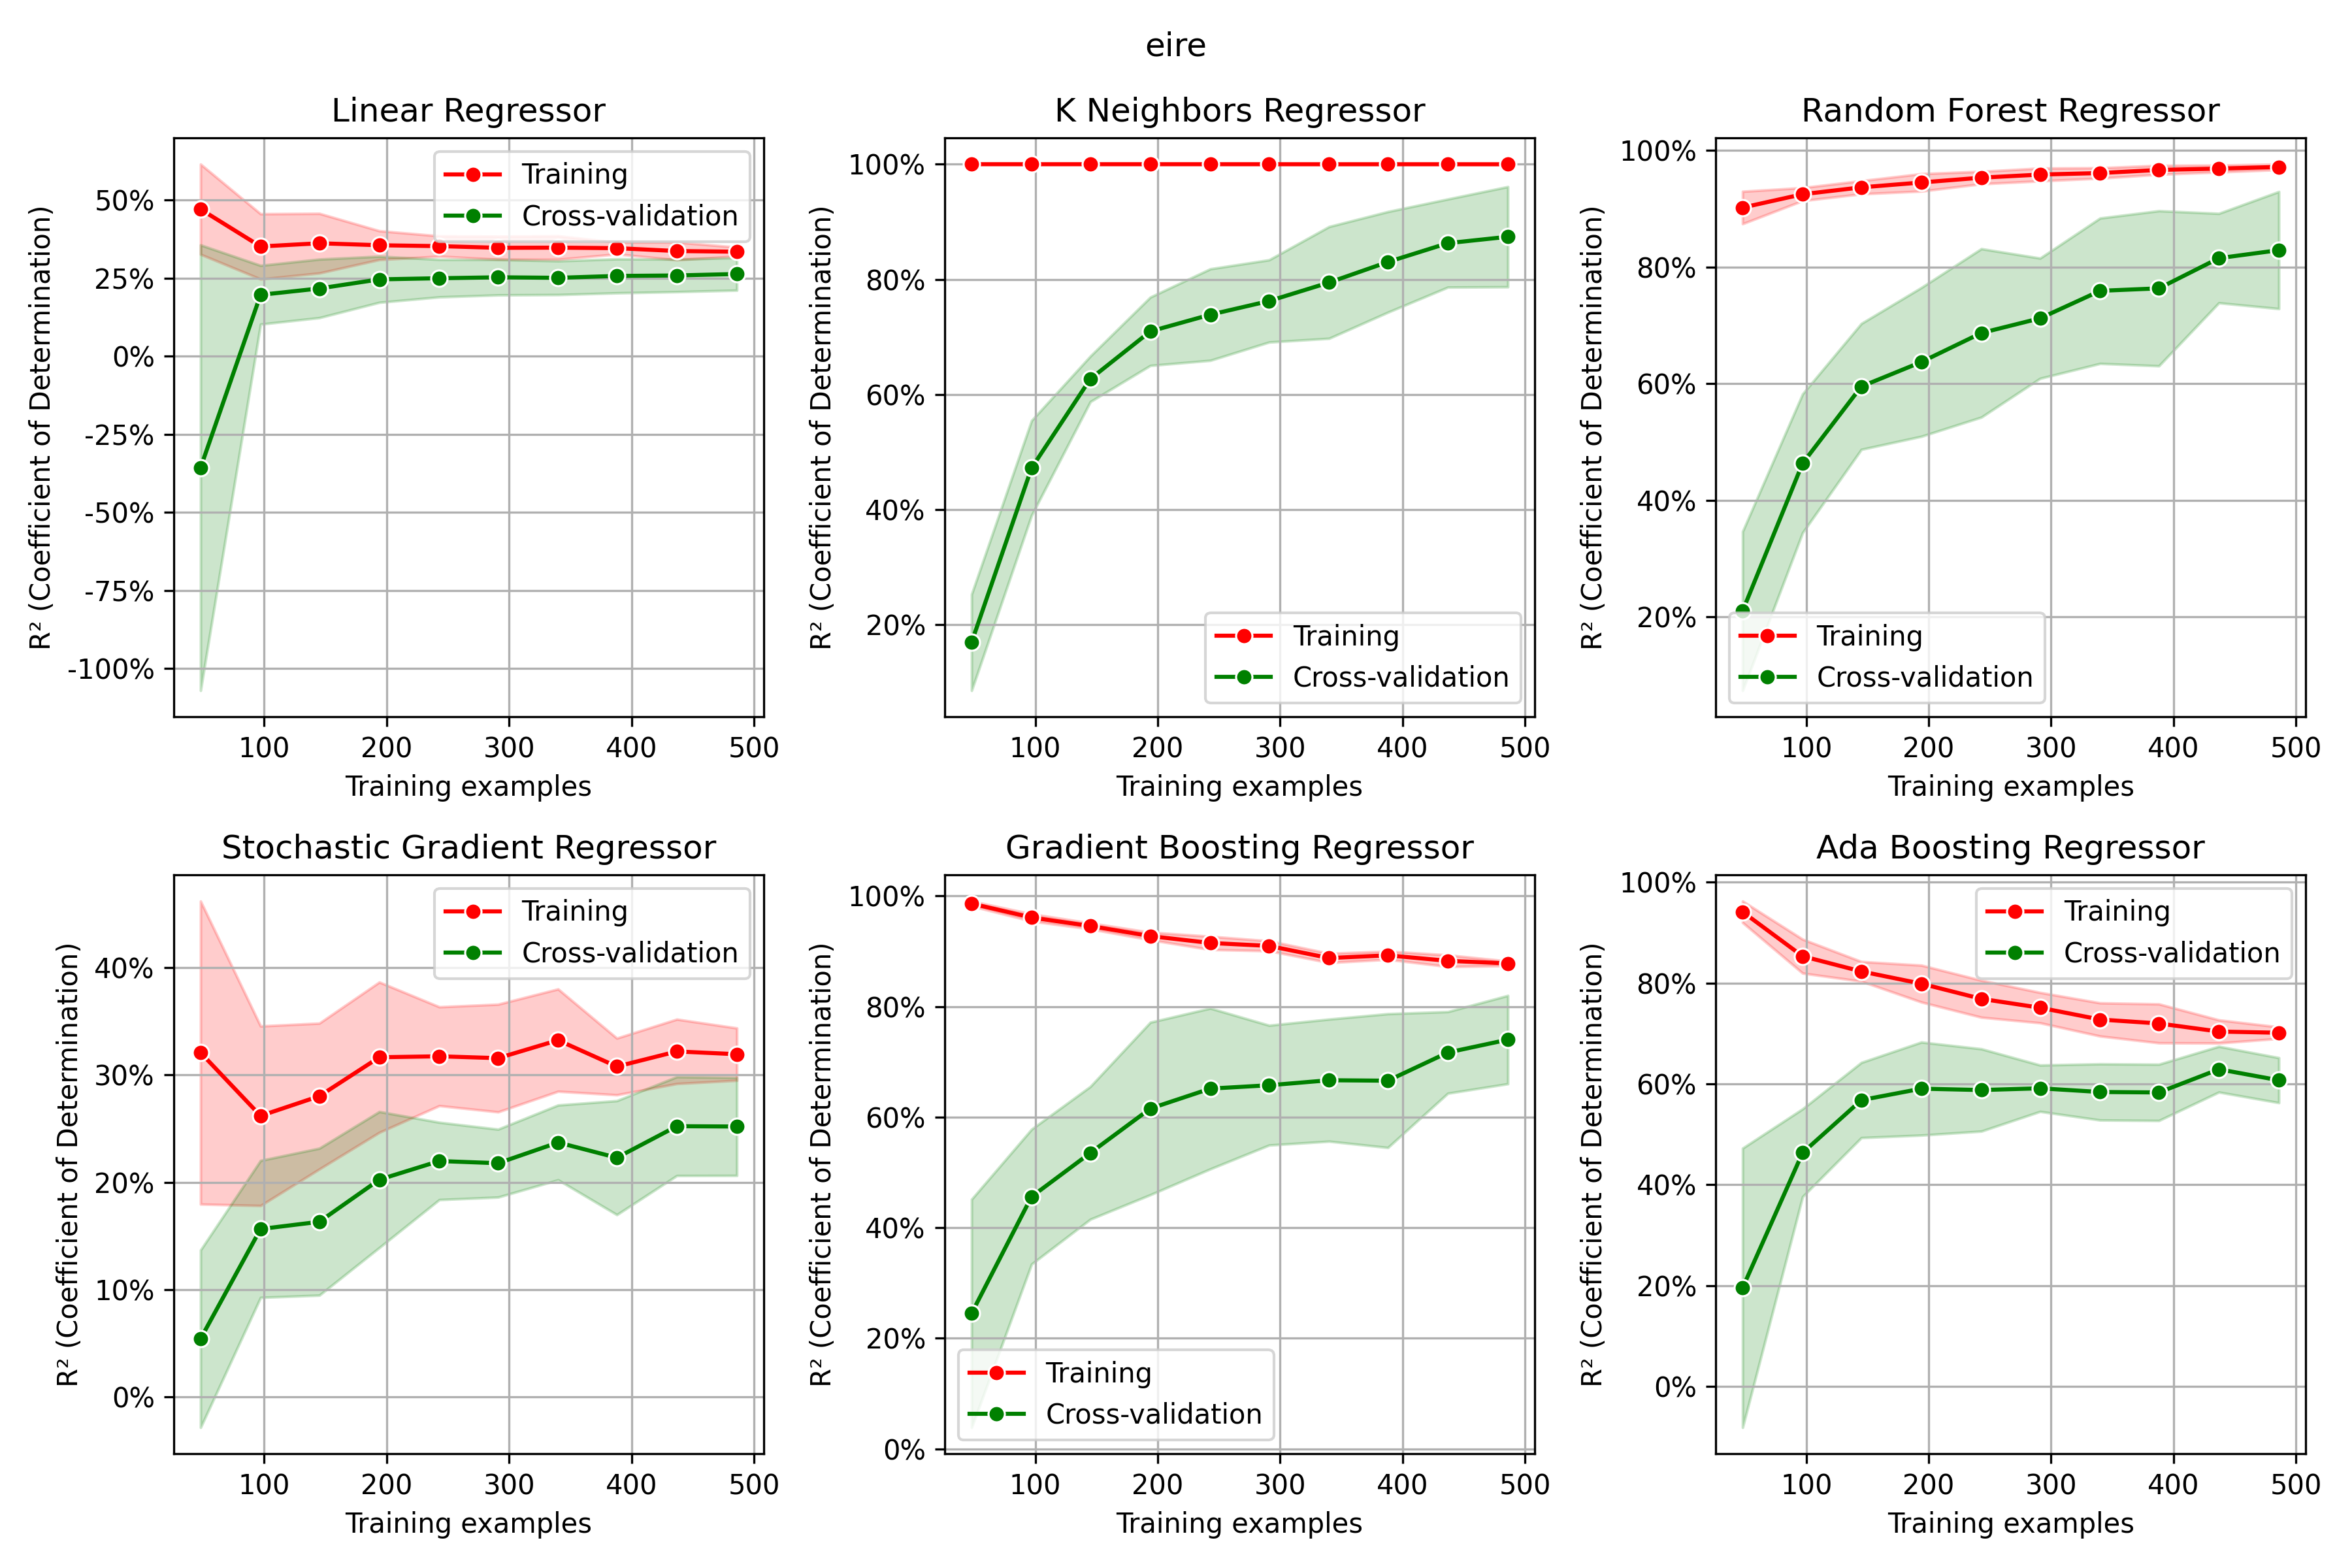 eire
Linear Regressor
R² (Coefficient of Determination)
50%
25%
0%
-25%
-50%
-75%
-100%
Training
Cross-validation
100 200 300 400 500
Training examples
K Neighbors Regressor
R² (Coefficient of Determination)
100%
80%
60%
40%
20%
Training
Cross-validation
100 200 300 400 500
Training examples
Random Forest Regressor
R² (Coefficient of Determination)
100%
80%
60%
40%
20%
Training
Cross-validation
100 200 300 400 500
Training examples
Stochastic Gradient Regressor
R² (Coefficient of Determination)
40%
30%
20%
10%
0%
Training
Cross-validation
100 200 300 400 500
Training examples
Gradient Boosting Regressor
R² (Coefficient of Determination)
100%
80%
60%
40%
20%
0%
Training
Cross-validation
100 200 300 400 500
Training examples
Ada Boosting Regressor
R² (Coefficient of Determination)
100%
80%
60%
40%
20%
0%
Training
Cross-validation
100 200 300 400 500
Training examples